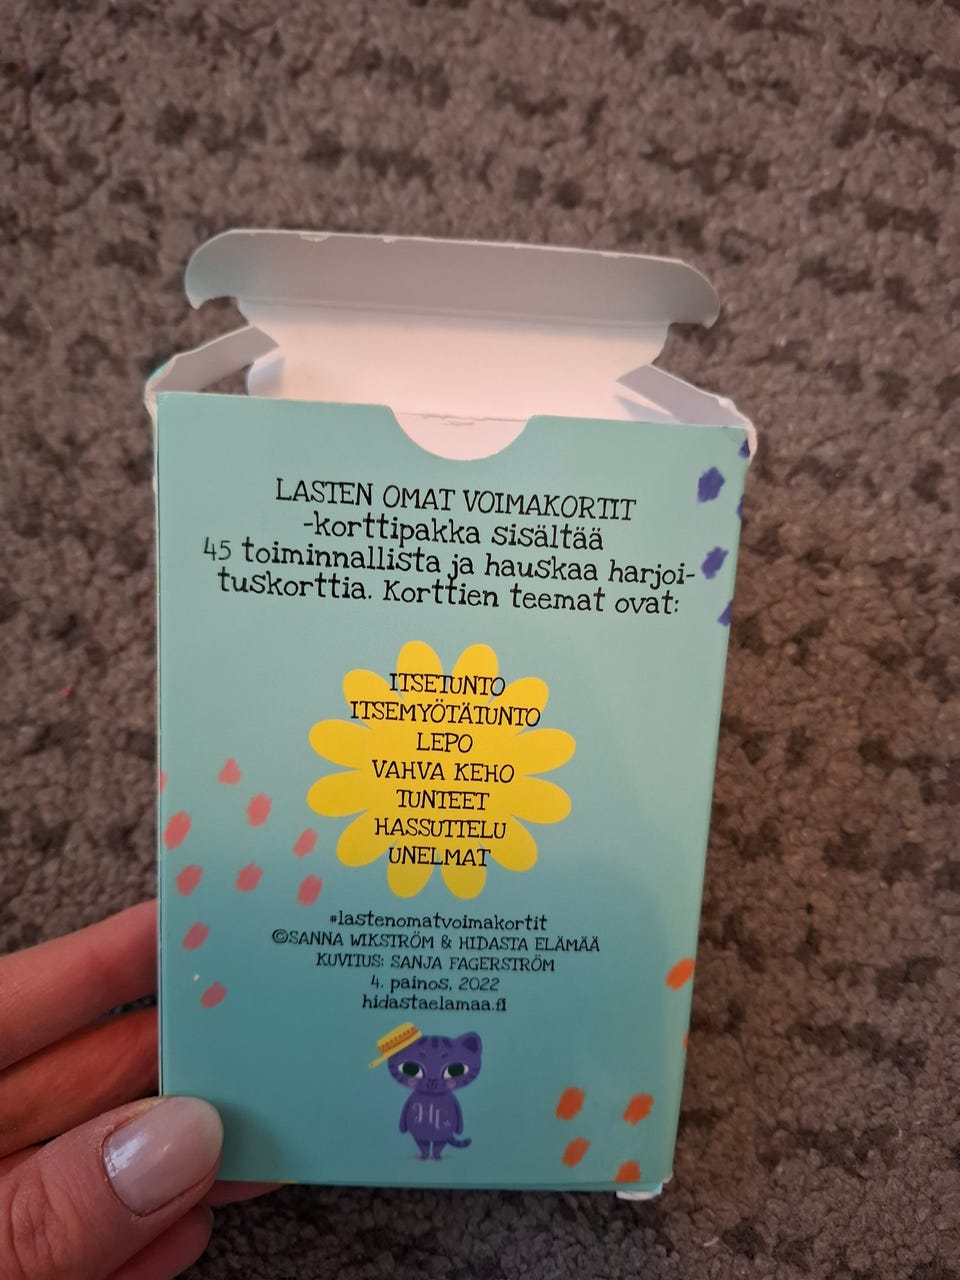 LASTEN OMAT VOIMAKORTIT
-korttipakka sisältää
45 toiminnallista ja hauskaa harjoi-
tuskorttia. Korttien teemat ovat:
ITSETUNTO
ITSEMYÖTÄTUNTO
LEPO
VAHVA KEHO
TUNTEET
HASSUTTELU
UNELMAT
#lastenomatvoimakortit
©SANNA WIKSTRÖM & HIDASTA ELÄMÄÄ
KUVITUS: SANJA FAGERSTRÖM
4. painos, 2022
hidastaelamaa.fi